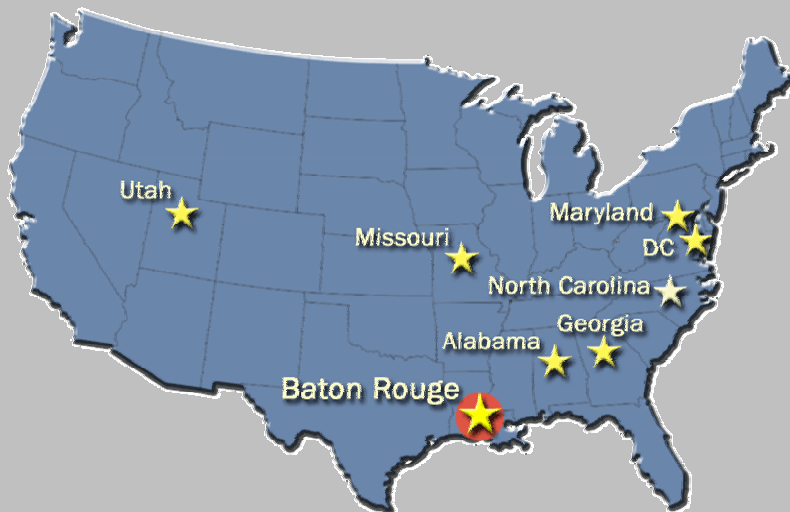 Utah
Maryland
Missouri
DC
North Carolina
Georgia
Alabama
Baton Rouge